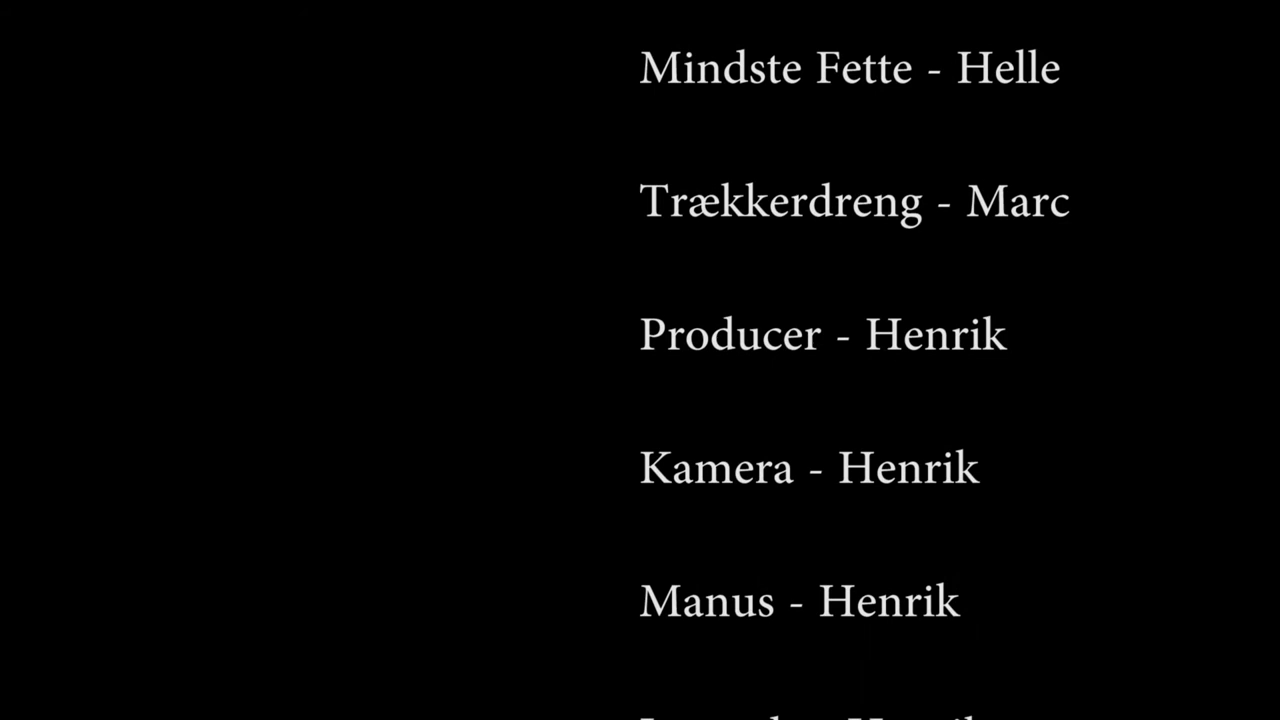 Mindste Fette - Helle
Trækkerdreng - Marc
Producer - Henrik
Kamera - Henrik
Manus - Henrik